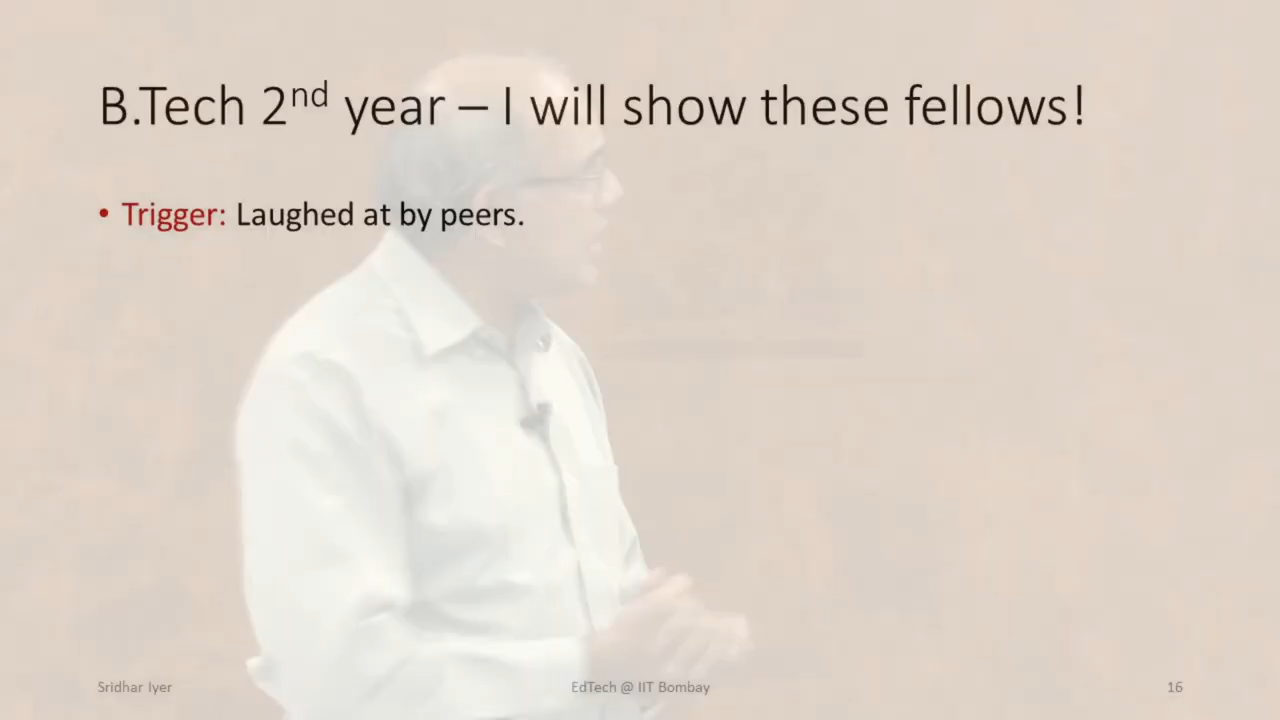 B.Tech 2nd year – I will show these fellows!
• Trigger: Laughed at by peers.
Sridhar Iyer
EdTech @ IIT Bombay
16